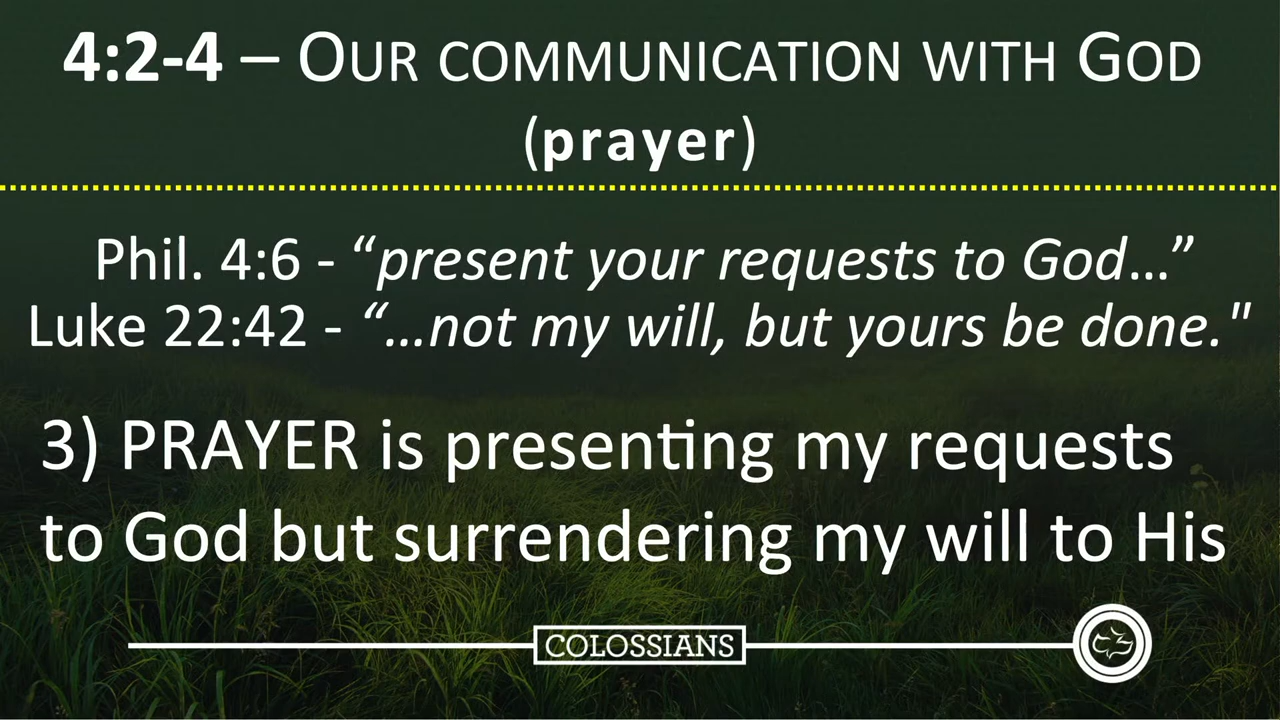 4:2-4 – OUR COMMUNICATION WITH GOD
(prayer)
Phil. 4:6 - “present your requests to God…”
Luke 22:42 - “…not my will, but yours be done."
3) PRAYER is presenting my requests
to God but surrendering my will to His
COLOSSIANS